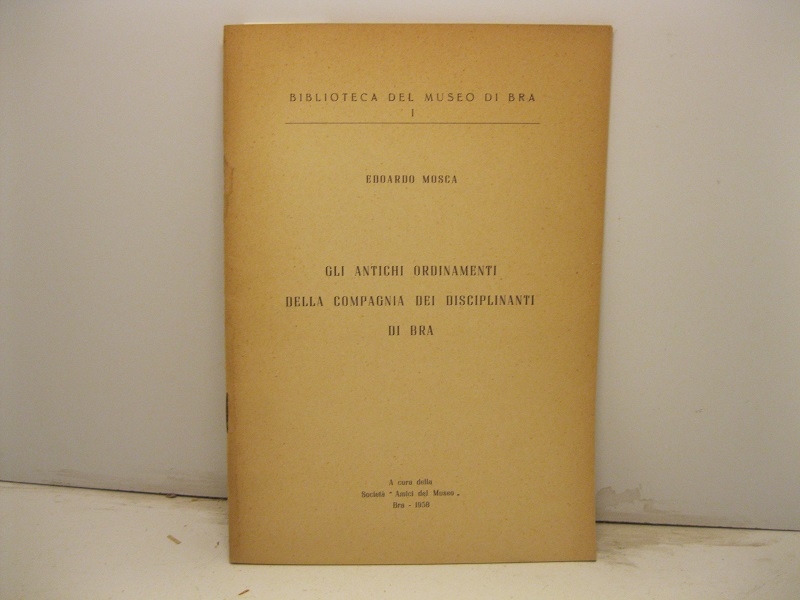 BIBLIOTECA DEL MUSEO DI BRA
I
EDOARDO MOSCA
GLI ANTICHI ORDINAMENTI
DELLA COMPAGNIA DEI DISCIPLINANTI
DI BRA
A cura della
Società " Amici del Museo „
Bra - 1958